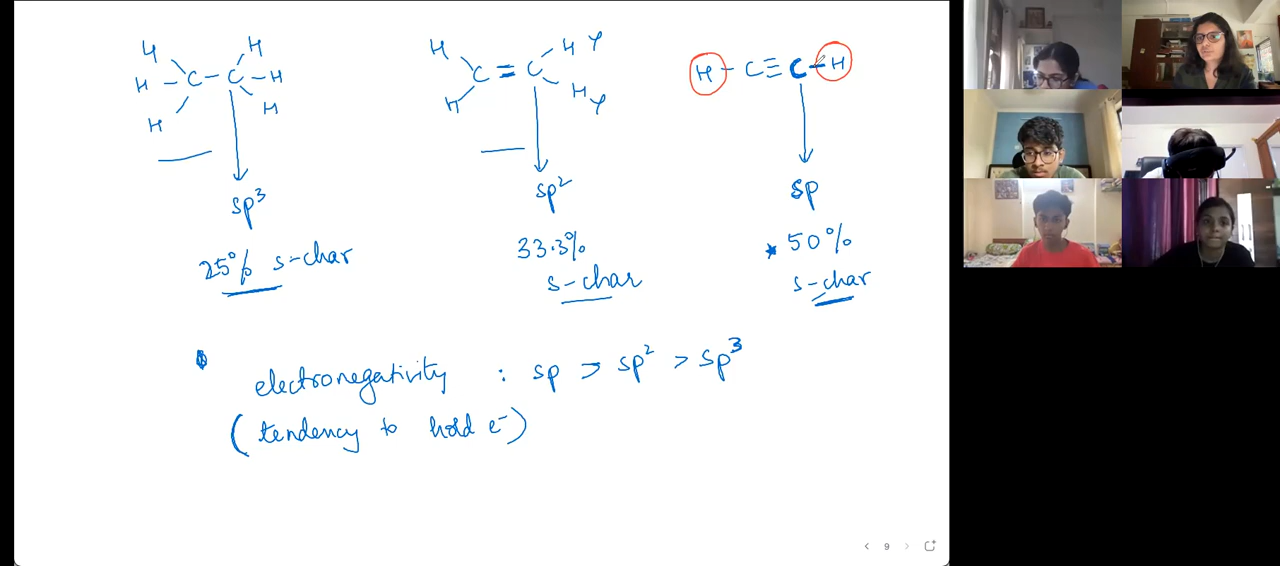 H H H H H – C ≡ C – H
H – C – C – H C = C
H H H H
sp³ sp² sp
25% s-char 33.3% * 50%
s-char s-char
electronegativity : sp > sp² > sp³
(tendency to hold e⁻)
9